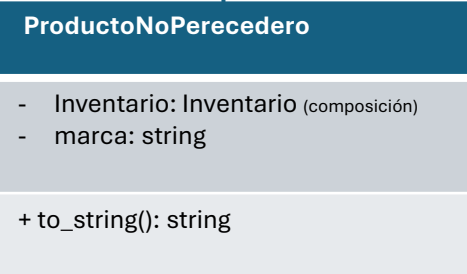 ProductoNoPerecedero
- Inventario: Inventario (composición)
- marca: string
+ to_string(): string